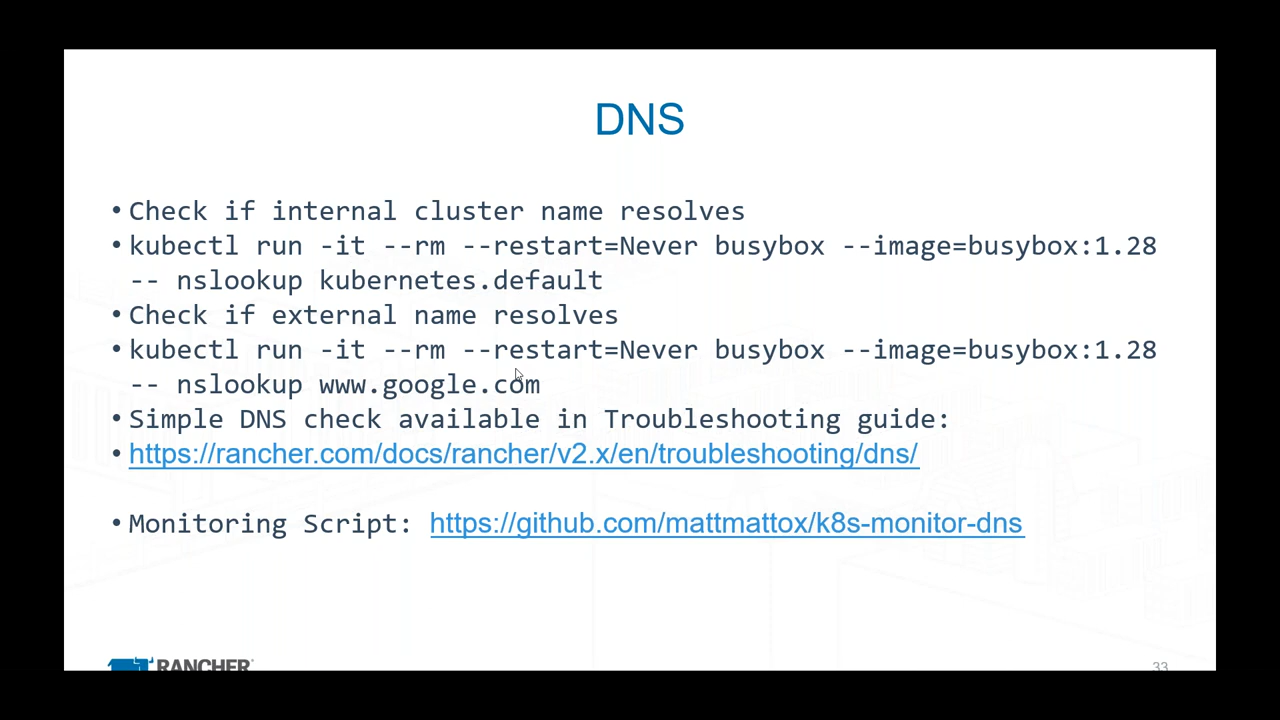 DNS
• Check if internal cluster name resolves
• kubectl run -it --rm --restart=Never busybox --image=busybox:1.28
-- nslookup kubernetes.default
• Check if external name resolves
• kubectl run -it --rm --restart=Never busybox --image=busybox:1.28
-- nslookup www.google.com
• Simple DNS check available in Troubleshooting guide:
• https://rancher.com/docs/rancher/v2.x/en/troubleshooting/dns/
• Monitoring Script: https://github.com/mattmattox/k8s-monitor-dns
RANCHER
33